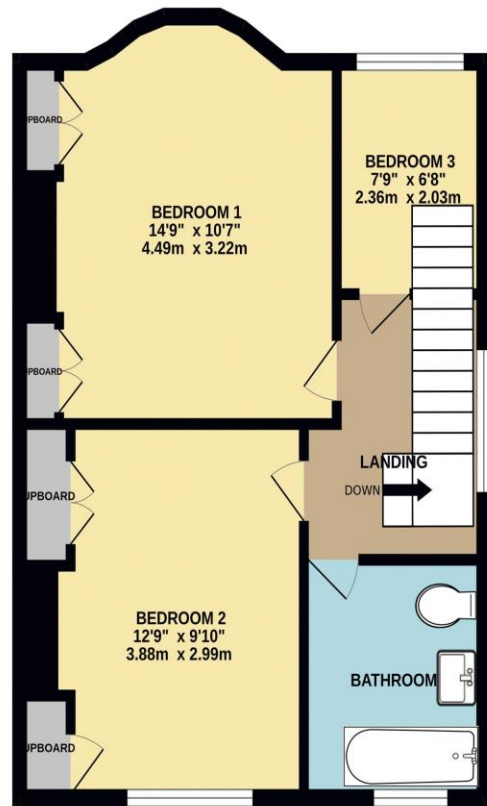 UPBOARD
BEDROOM 1
14'9" x 10'7"
4.49m x 3.22m
BEDROOM 3
7'9" x 6'8"
2.36m x 2.03m
UPBOARD
UPBOARD
LANDING
DOWN
BEDROOM 2
12'9" x 9'10"
3.88m x 2.99m
BATHROOM
UPBOARD